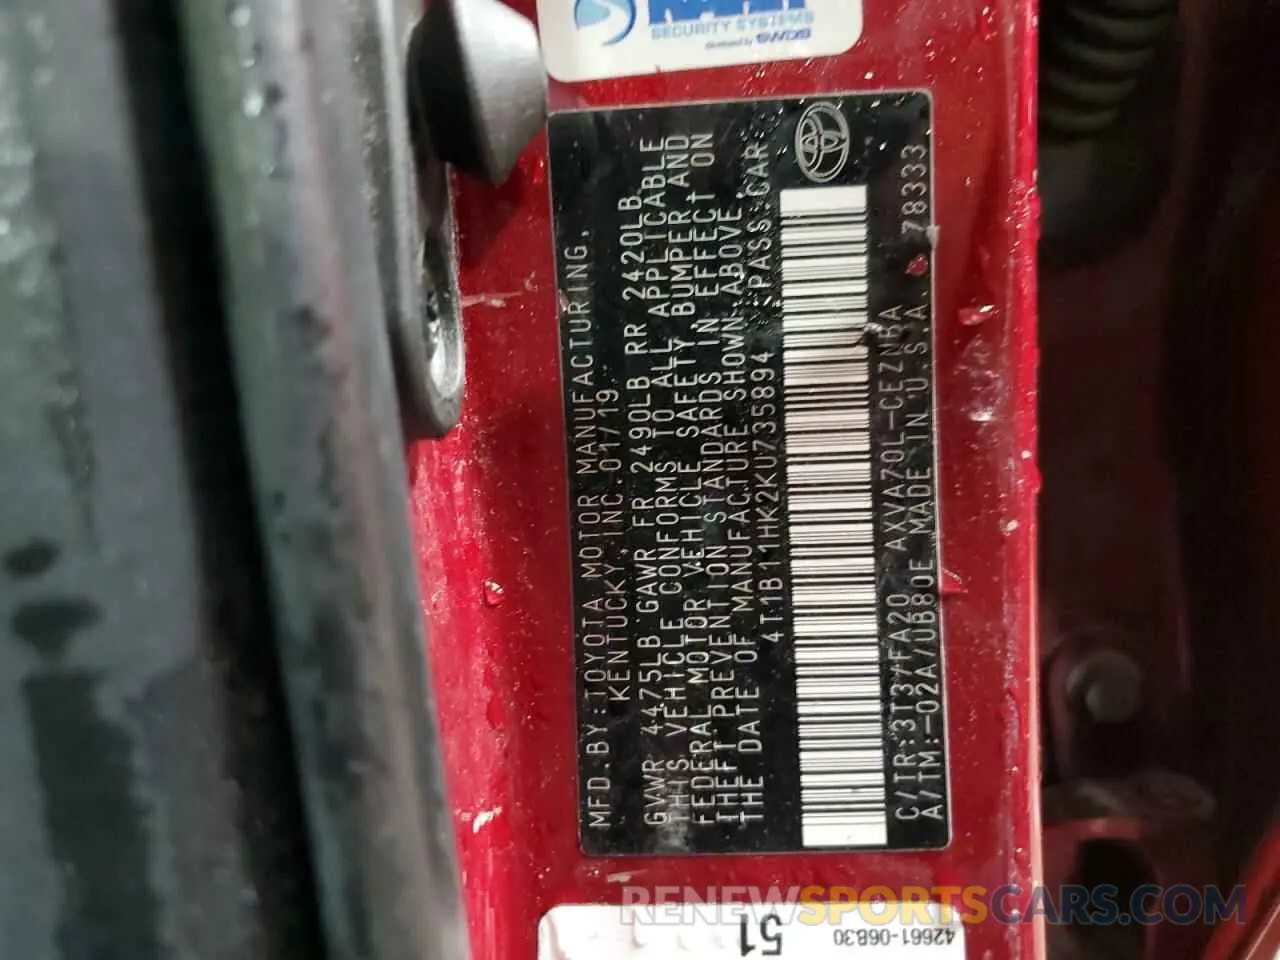 SECURITY SYSTEMS
MFD.BY:TOYOTA MOTOR MANUFACTURING,
KENTUCKY, INC. 01/19
GVWR 4475LB GAWR FR 2490LB RR 2420LB
THIS VEHICLE CONFORMS TO ALL APPLICABLE
FEDERAL MOTOR VEHICLE SAFETY, BUMPER, AND
THEFT PREVENTION STANDARDS IN EFFECT ON
THE DATE OF MANUFACTURE SHOWN ABOVE.
4T1B11HK2KU735894 PASS.CAR
C/TR:3T3/FA20 AXVA70L-CEZNBA
A/TM:-02A/UB80E MADE IN U.S.A. 78333
51
42661-06B30
RENEWSPORTSCARS.COM